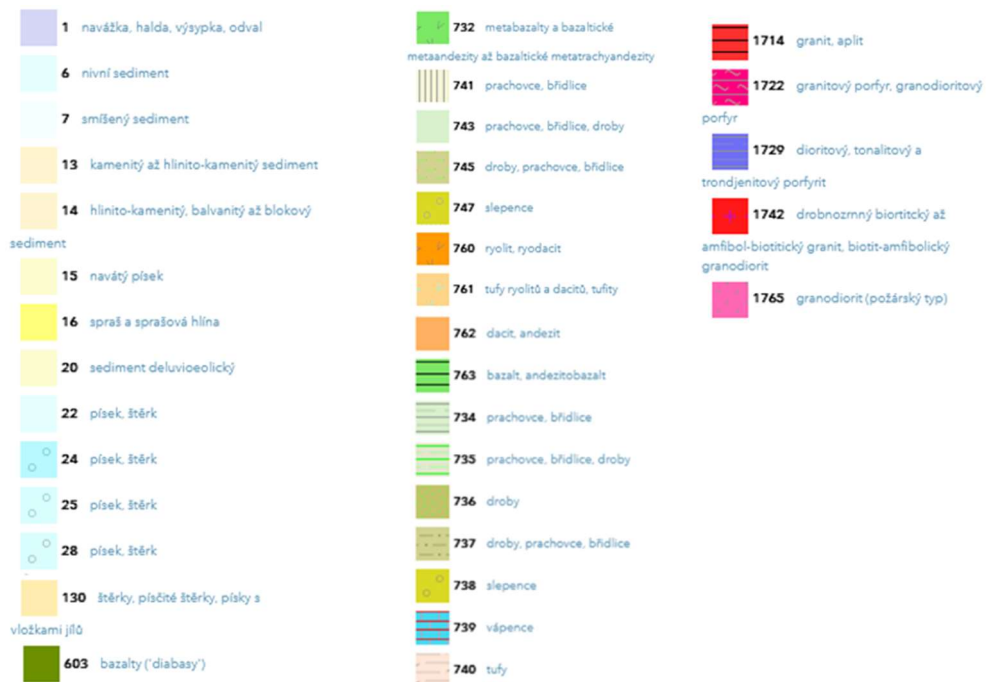 1 navážka, halda, výsypka, odval
6 nivní sediment
7 smíšený sediment
13 kamenitý až hlinito-kamenitý sediment
14 hlinito-kamenitý, balvanitý až blokový
sediment
15 navátý písek
16 spraš a sprašová hlína
20 sediment deluvioeolický
22 písek, štěrk
24 písek, štěrk
25 písek, štěrk
28 písek, štěrk
130 štěrky, písčité štěrky, písky s
vložkami jílů
603 bazalty ('diabasy')
732 metabazalty a bazaltické
metaandezity až bazaltické metatrachyandezity
741 prachovce, břidlice
743 prachovce, břidlice, droby
745 droby, prachovce, břidlice
747 slepence
760 ryolit, ryodacit
761 tufy ryolitů a dacitů, tufity
762 dacit, andezit
763 bazalt, andezitobazalt
734 prachovce, břidlice
735 prachovce, břidlice, droby
736 droby
737 droby, prachovce, břidlice
738 slepence
739 vápence
740 tufy
1714 granit, aplit
1722 granitový porfyr, granodioritový
porfyr
1729 dioritový, tonalitový a
trondjenitový porfyrit
1742 drobnozrnný biortitcký až
amfibol-biotitický granit, biotit-amfibolický
granodiorit
1765 granodiorit (požárský typ)